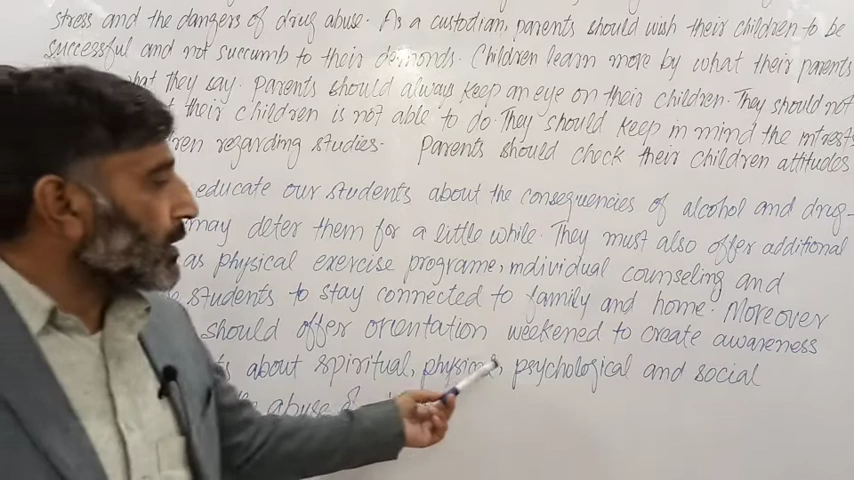 stress and the dangers of drug abuse. As a custodian, parents should wish their children to be
successful and not succumb to their demonds. Children learn more by what their parents
what they say. Parents should always keep an eye on their children. They should not
their children is not able to do. They should keep in mind the intrests
regarding studies. Parents should check their children attitudes
educate our students about the consequencies of alcohol and drug-
may deter them for a little while. They must also offer additional
as physical exercise programe, individual counseling and
students to stay connected to family and home. Moreover
should offer orientation weekened to create awareness
about spiritual, physical, psychological and social
abuse of